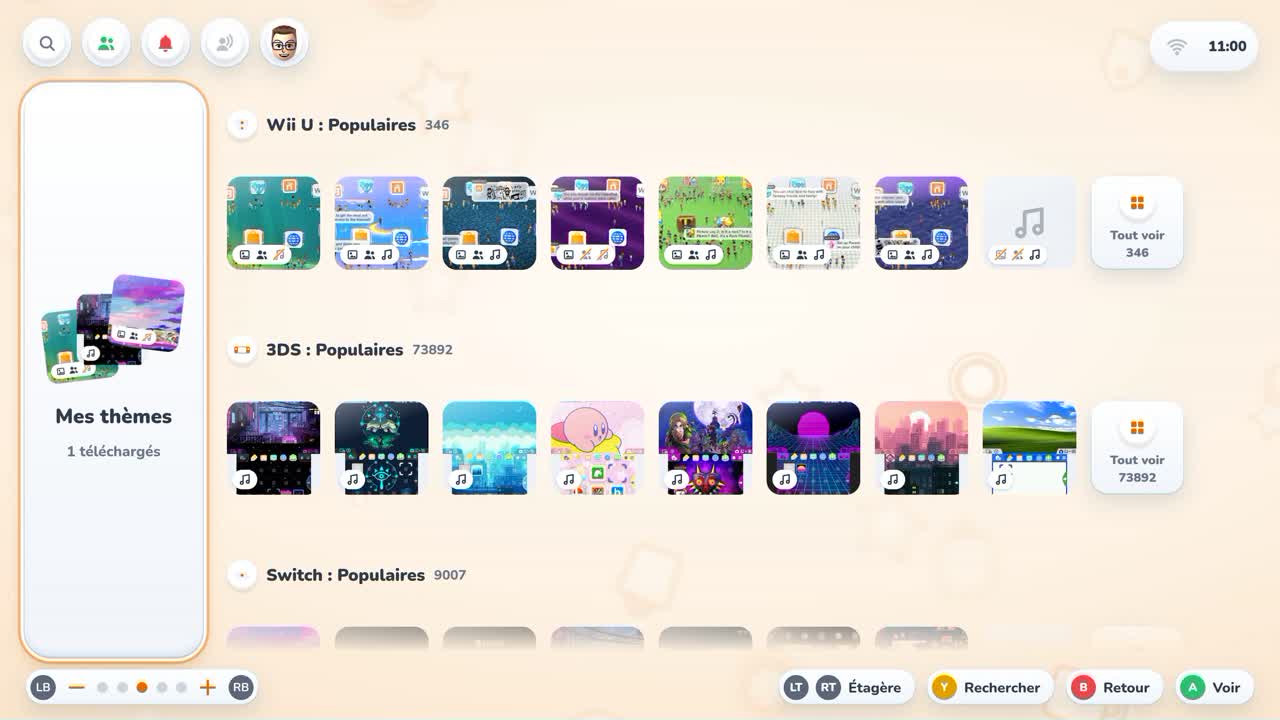 11:00
Wii U : Populaires 346
Tout voir
346
3DS : Populaires 73892
Mes thèmes
1 téléchargés
Tout voir
73892
Switch : Populaires 9007
LB
RB
LT RT Étagère
Y Rechercher
B Retour
A Voir